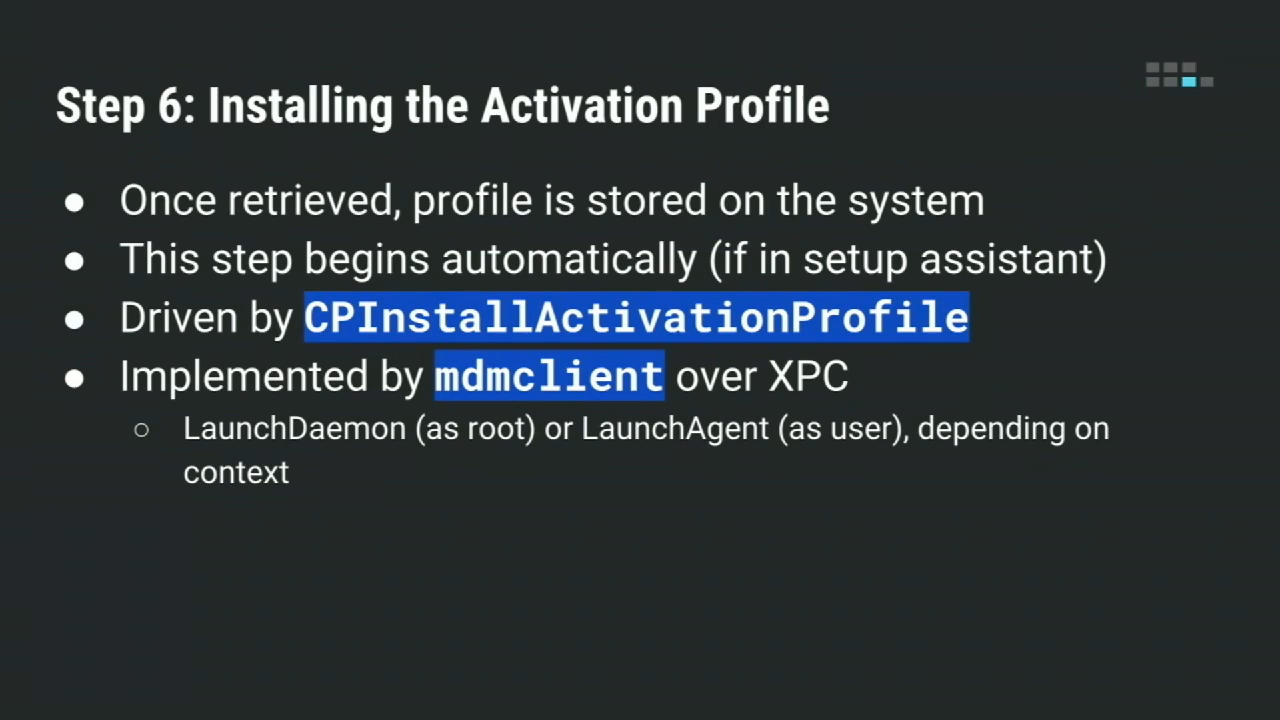 Step 6: Installing the Activation Profile
● Once retrieved, profile is stored on the system
● This step begins automatically (if in setup assistant)
● Driven by CPInstallActivationProfile
● Implemented by mdmclient over XPC
○ LaunchDaemon (as root) or LaunchAgent (as user), depending on
context